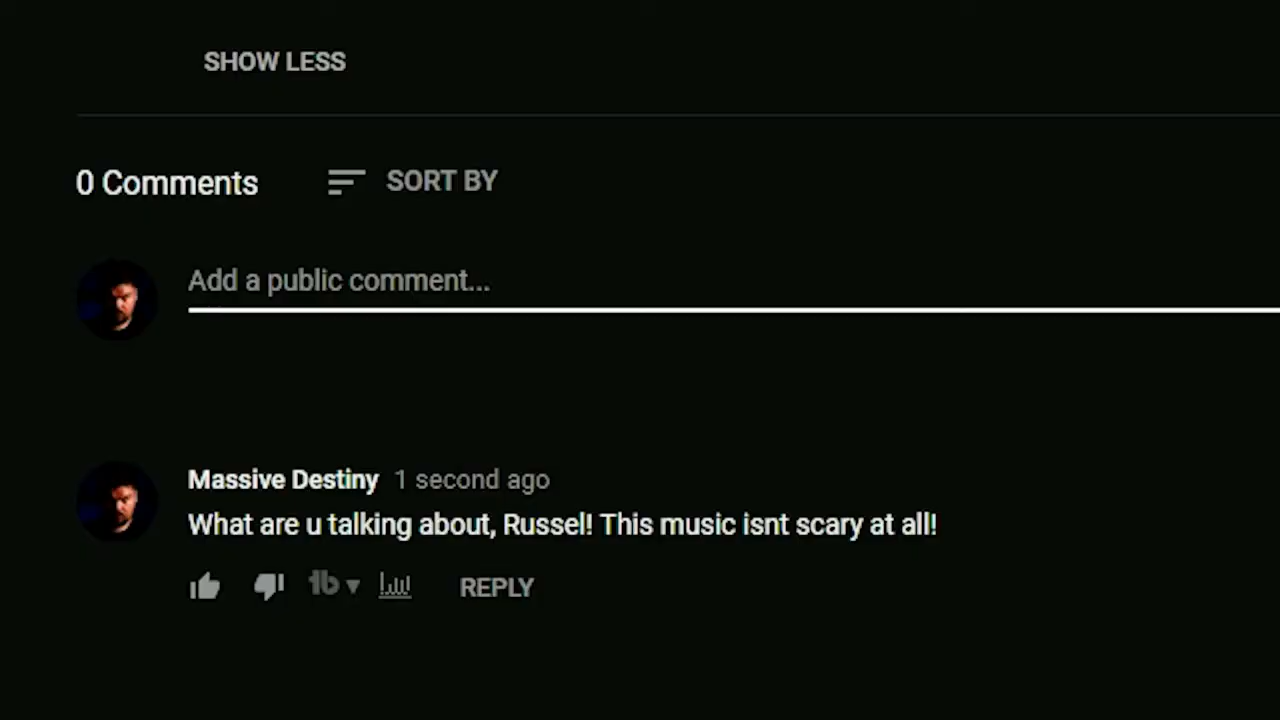 SHOW LESS
0 Comments
SORT BY
Add a public comment...
Massive Destiny 1 second ago
What are u talking about, Russel! This music isnt scary at all!
tb
REPLY